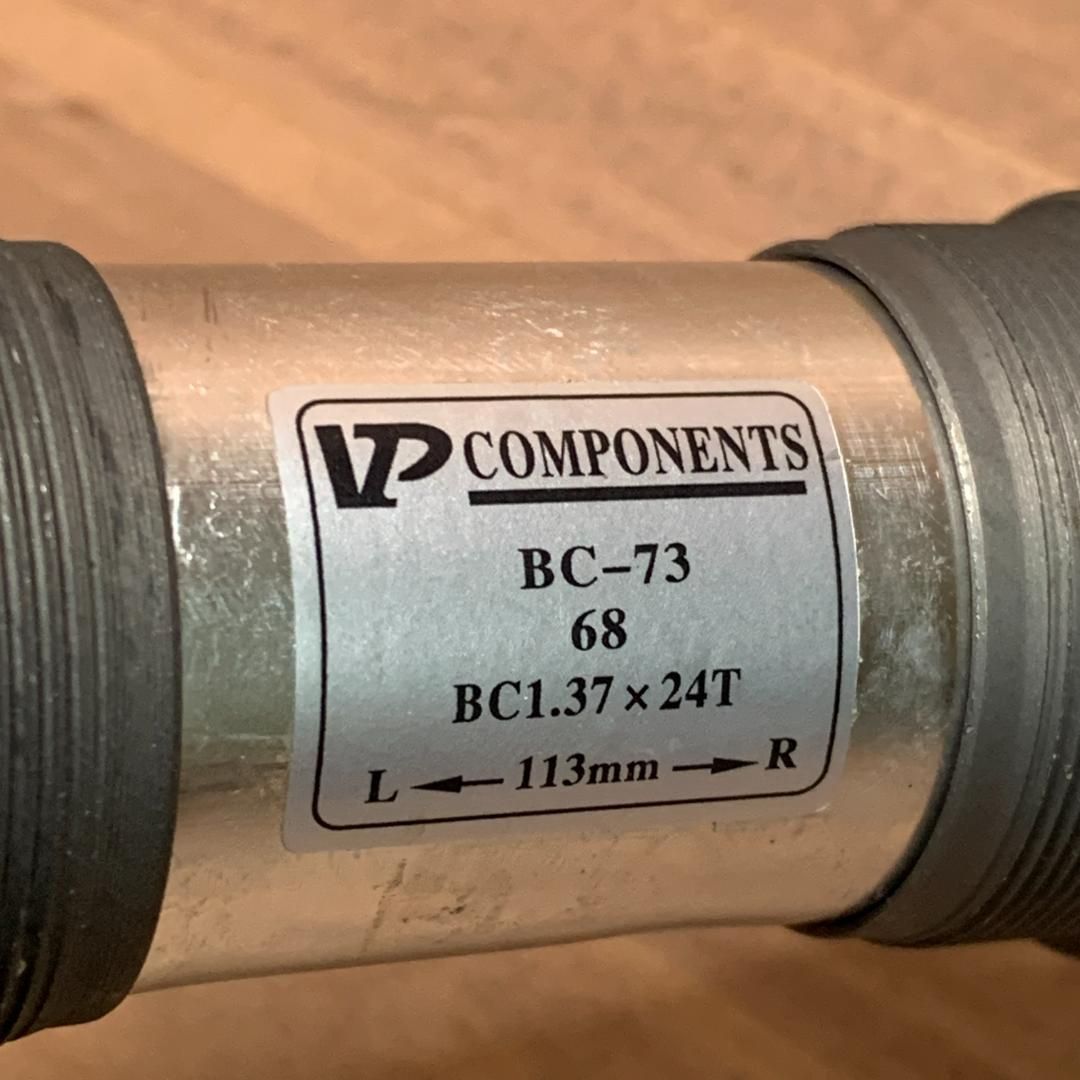 VP COMPONENTS
BC-73
68
BC1.37×24T
L ← 113mm → R